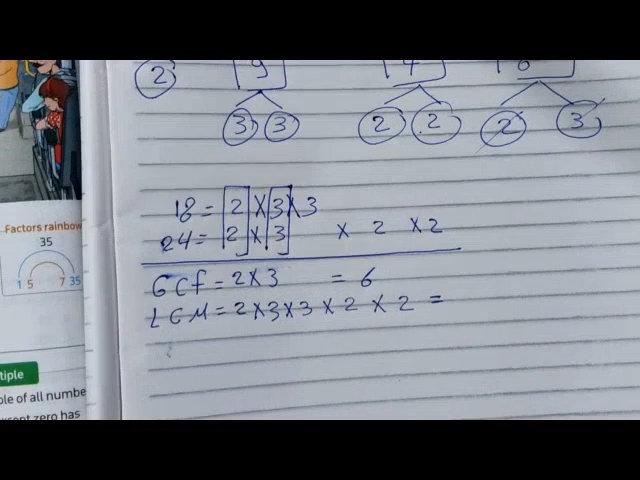 9
4
6
2
3 3
2 2
2 3
18 = 2 x 3 x 3
24 = 2 x 3 x 2 x 2
GCF = 2 x 3 = 6
LCM = 2 x 3 x 3 x 2 x 2 =
Factors rainbow
35
1 5 7 35
tiple
ple of all numbe
zero has